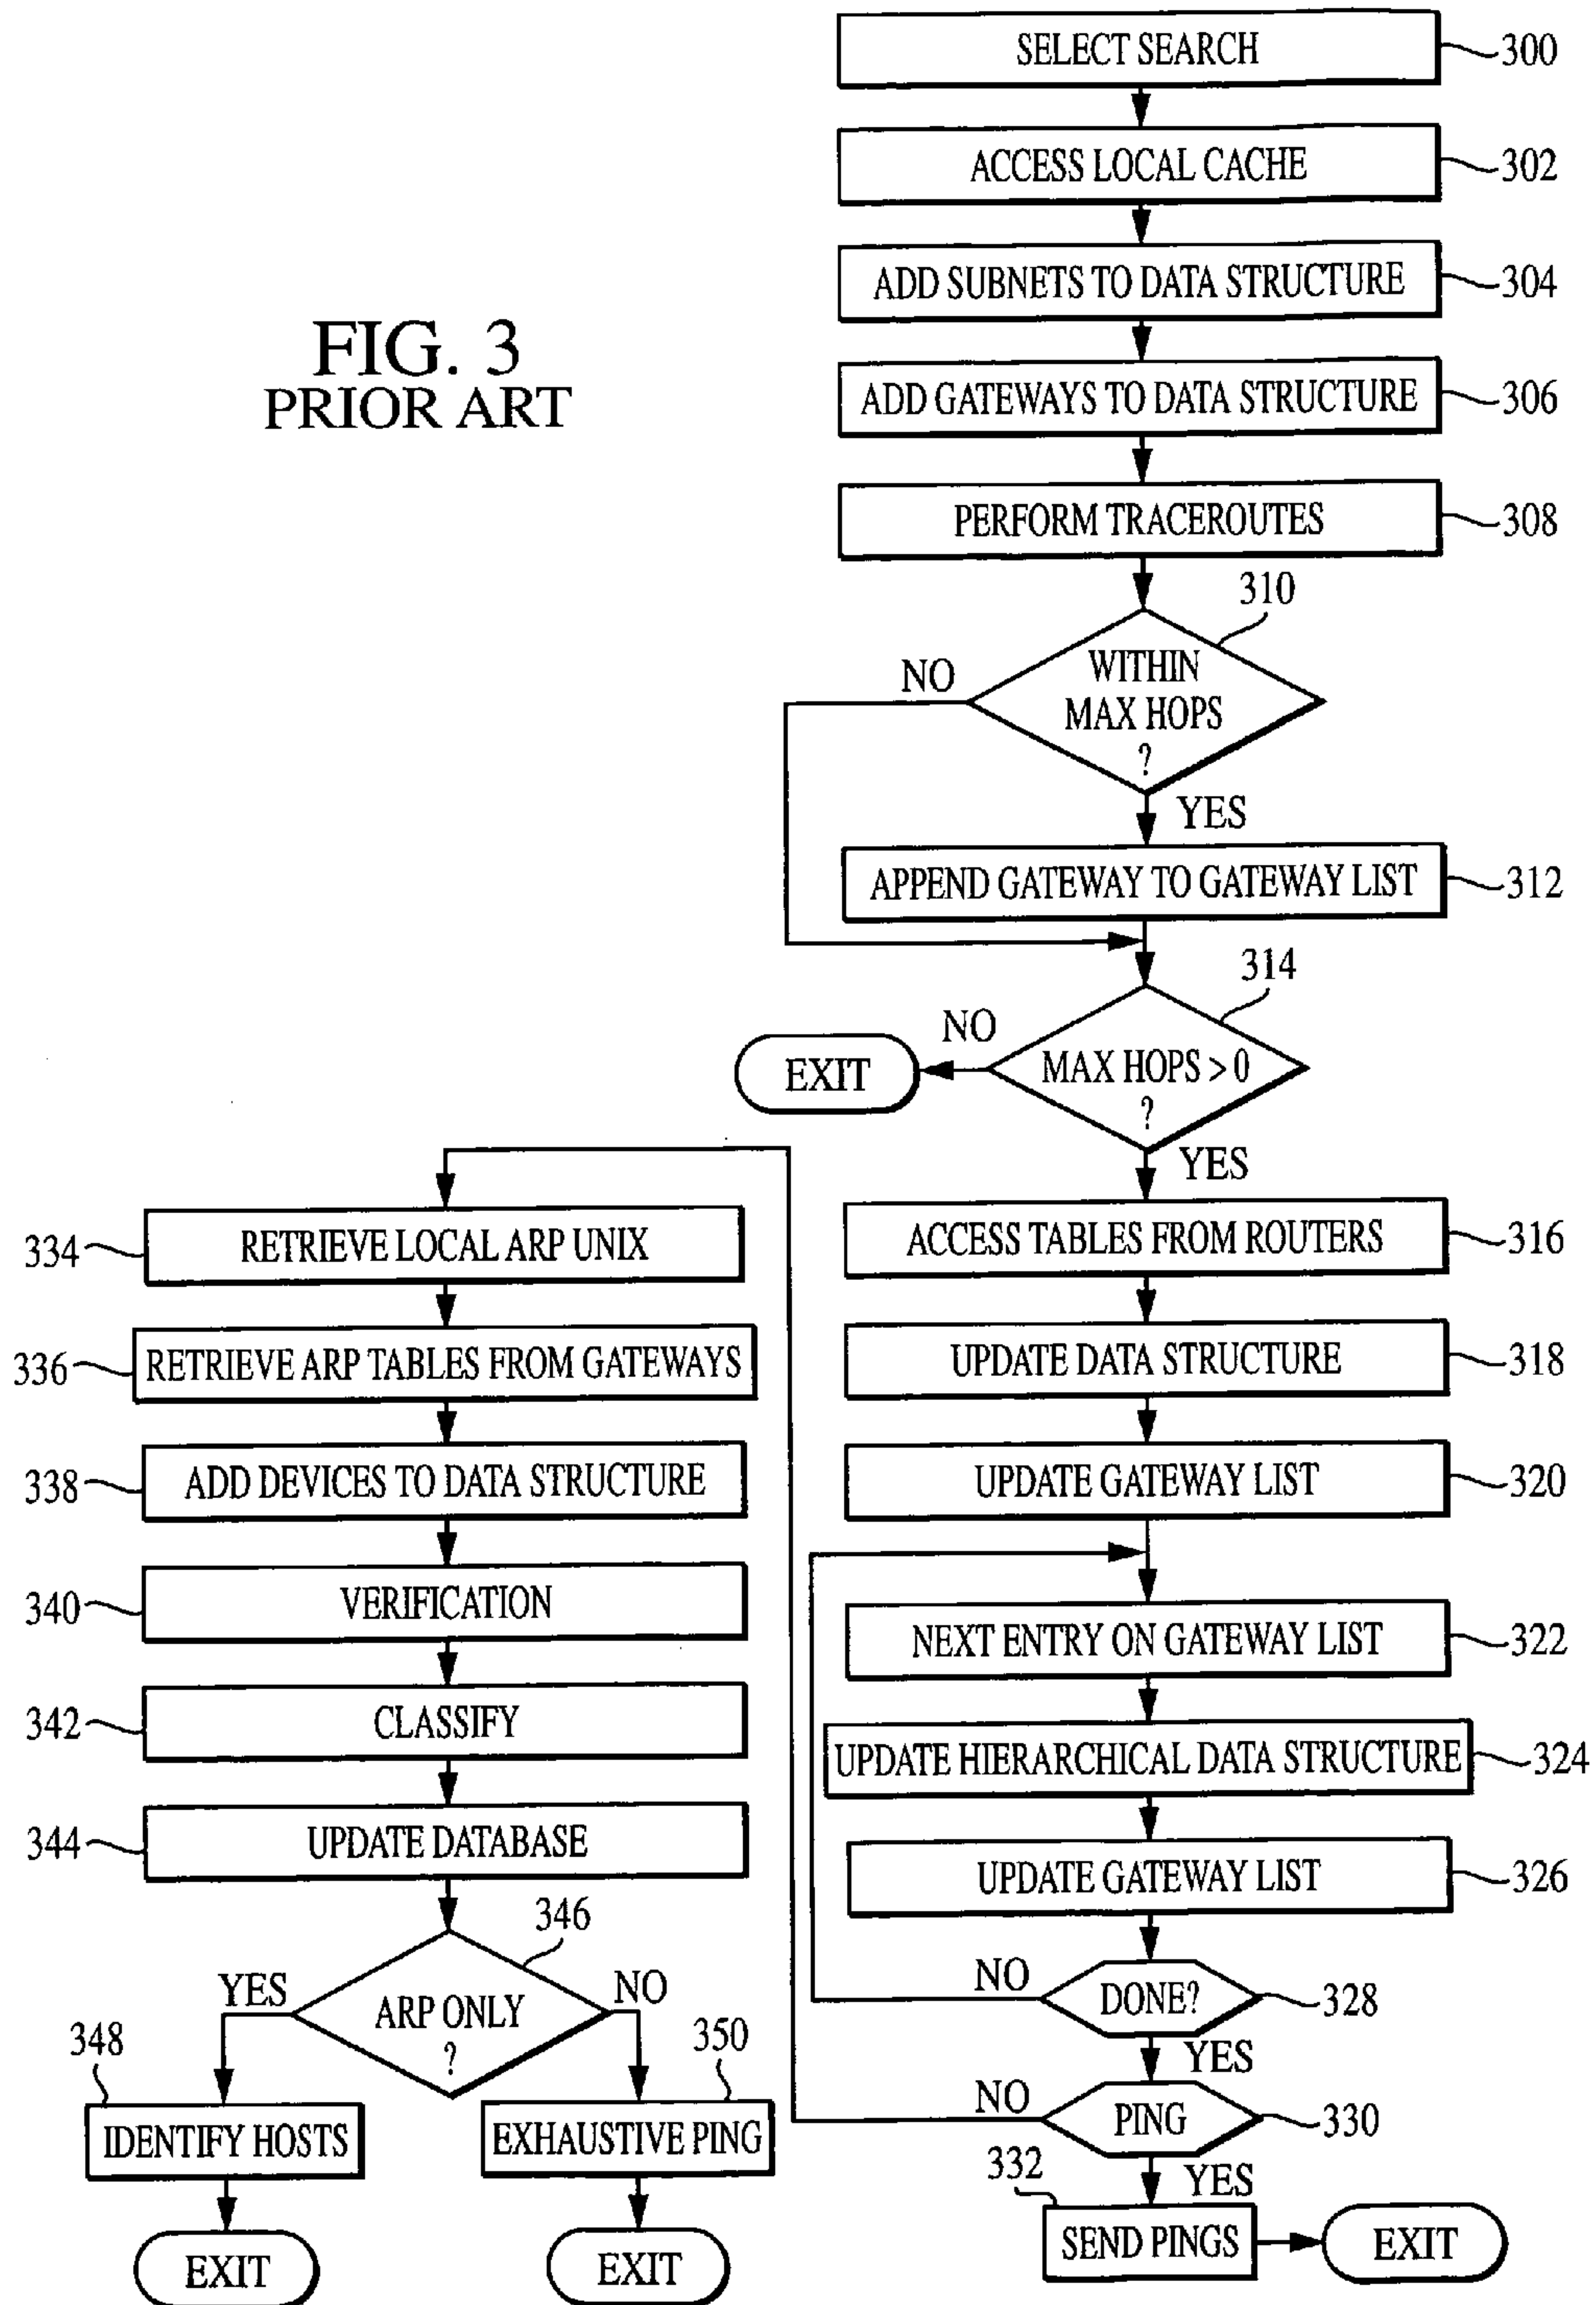 FIG. 3
PRIOR ART
SELECT SEARCH
300
ACCESS LOCAL CACHE
302
ADD SUBNETS TO DATA STRUCTURE
304
ADD GATEWAYS TO DATA STRUCTURE
306
PERFORM TRACEROUTES
308
310
WITHIN
MAX HOPS
?
NO
YES
APPEND GATEWAY TO GATEWAY LIST
312
314
MAX HOPS > 0
?
NO
EXIT
YES
ACCESS TABLES FROM ROUTERS
316
UPDATE DATA STRUCTURE
318
UPDATE GATEWAY LIST
320
NEXT ENTRY ON GATEWAY LIST
322
UPDATE HIERARCHICAL DATA STRUCTURE
324
UPDATE GATEWAY LIST
326
NO
DONE?
328
YES
NO
PING
330
YES
332
SEND PINGS
EXIT
334
RETRIEVE LOCAL ARP UNIX
336
RETRIEVE ARP TABLES FROM GATEWAYS
338
ADD DEVICES TO DATA STRUCTURE
340
VERIFICATION
342
CLASSIFY
344
UPDATE DATABASE
346
YES
ARP ONLY
?
NO
348
IDENTIFY HOSTS
EXIT
350
EXHAUSTIVE PING
EXIT